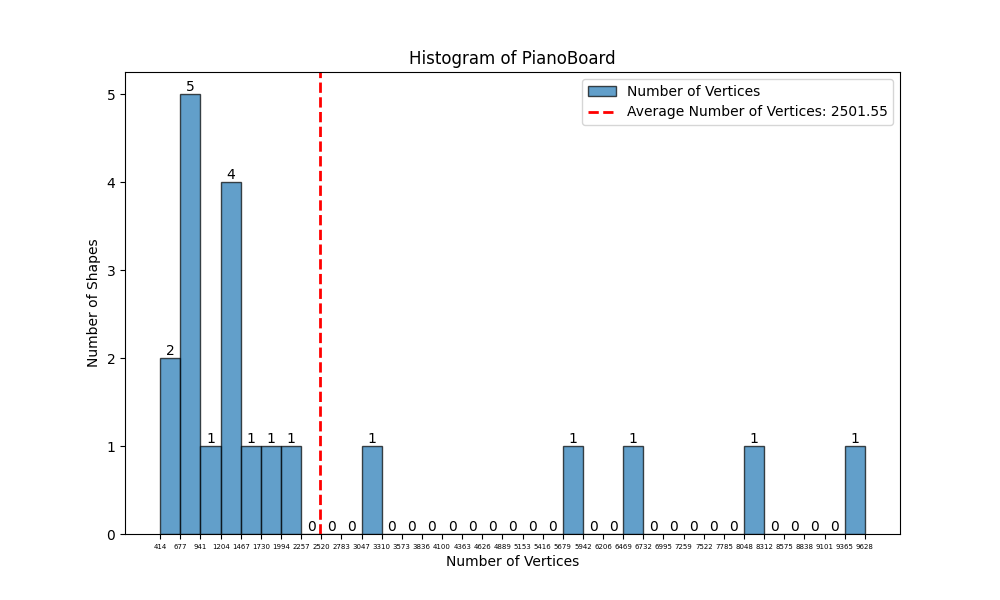 Histogram of PianoBoard
Number of Vertices
Average Number of Vertices: 2501.55
Number of Shapes
5
4
3
2
1
0
2 5 1 4 1 1 1 0 0 0 1 0 0 0 0 0 0 0 0 0 1 0 0 1 0 0 0 0 0 1 0 0 0 0 1
414 677 941 1204 1467 1730 1994 2257 2520 2783 3047 3310 3573 3836 4100 4363 4626 4889 5153 5416 5679 5942 6206 6469 6732 6995 7259 7522 7785 8048 8312 8575 8838 9101 9365 9628
Number of Vertices